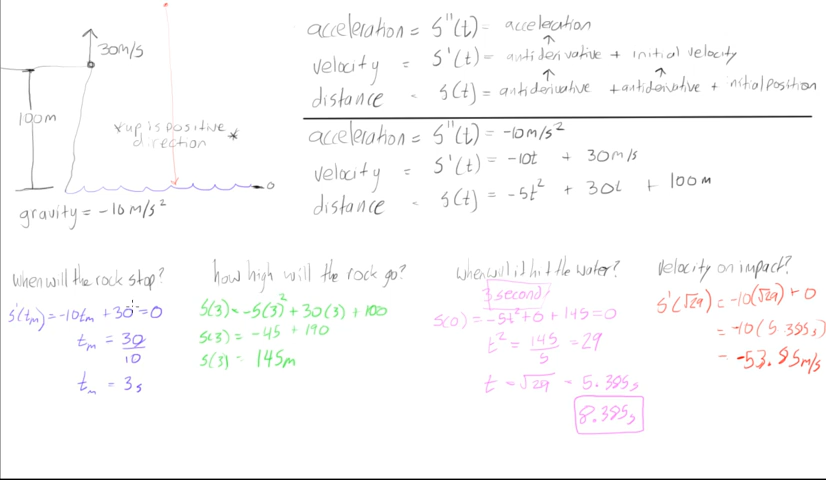 30m/s
100m
*up is positive
direction *
0
gravity = -10 m/s²
acceleration = S''(t) = acceleration
velocity = S'(t) = antiderivative + initial velocity
distance = S(t) = antiderivative + antiderivative + initial position
acceleration = S''(t) = -10m/s²
velocity = S'(t) = -10t + 30m/s
distance = S(t) = -5t² + 30t + 100m
when will the rock stop?
S'(tm) = -10tm + 30 = 0
tm = 30/10
tm = 3s
how high will the rock go?
S(3) = -5(3)² + 30(3) + 100
S(3) = -45 + 190
S(3) = 145m
when will it hit the water?
3 seconds
S(0) = -5t² + 0 + 145 = 0
t² = 145/5 = 29
t = √29 = 5.385s
8.385s
velocity on impact?
S'(√29) = -10(√29) + 0
= -10(5.385s)
= -53.85m/s